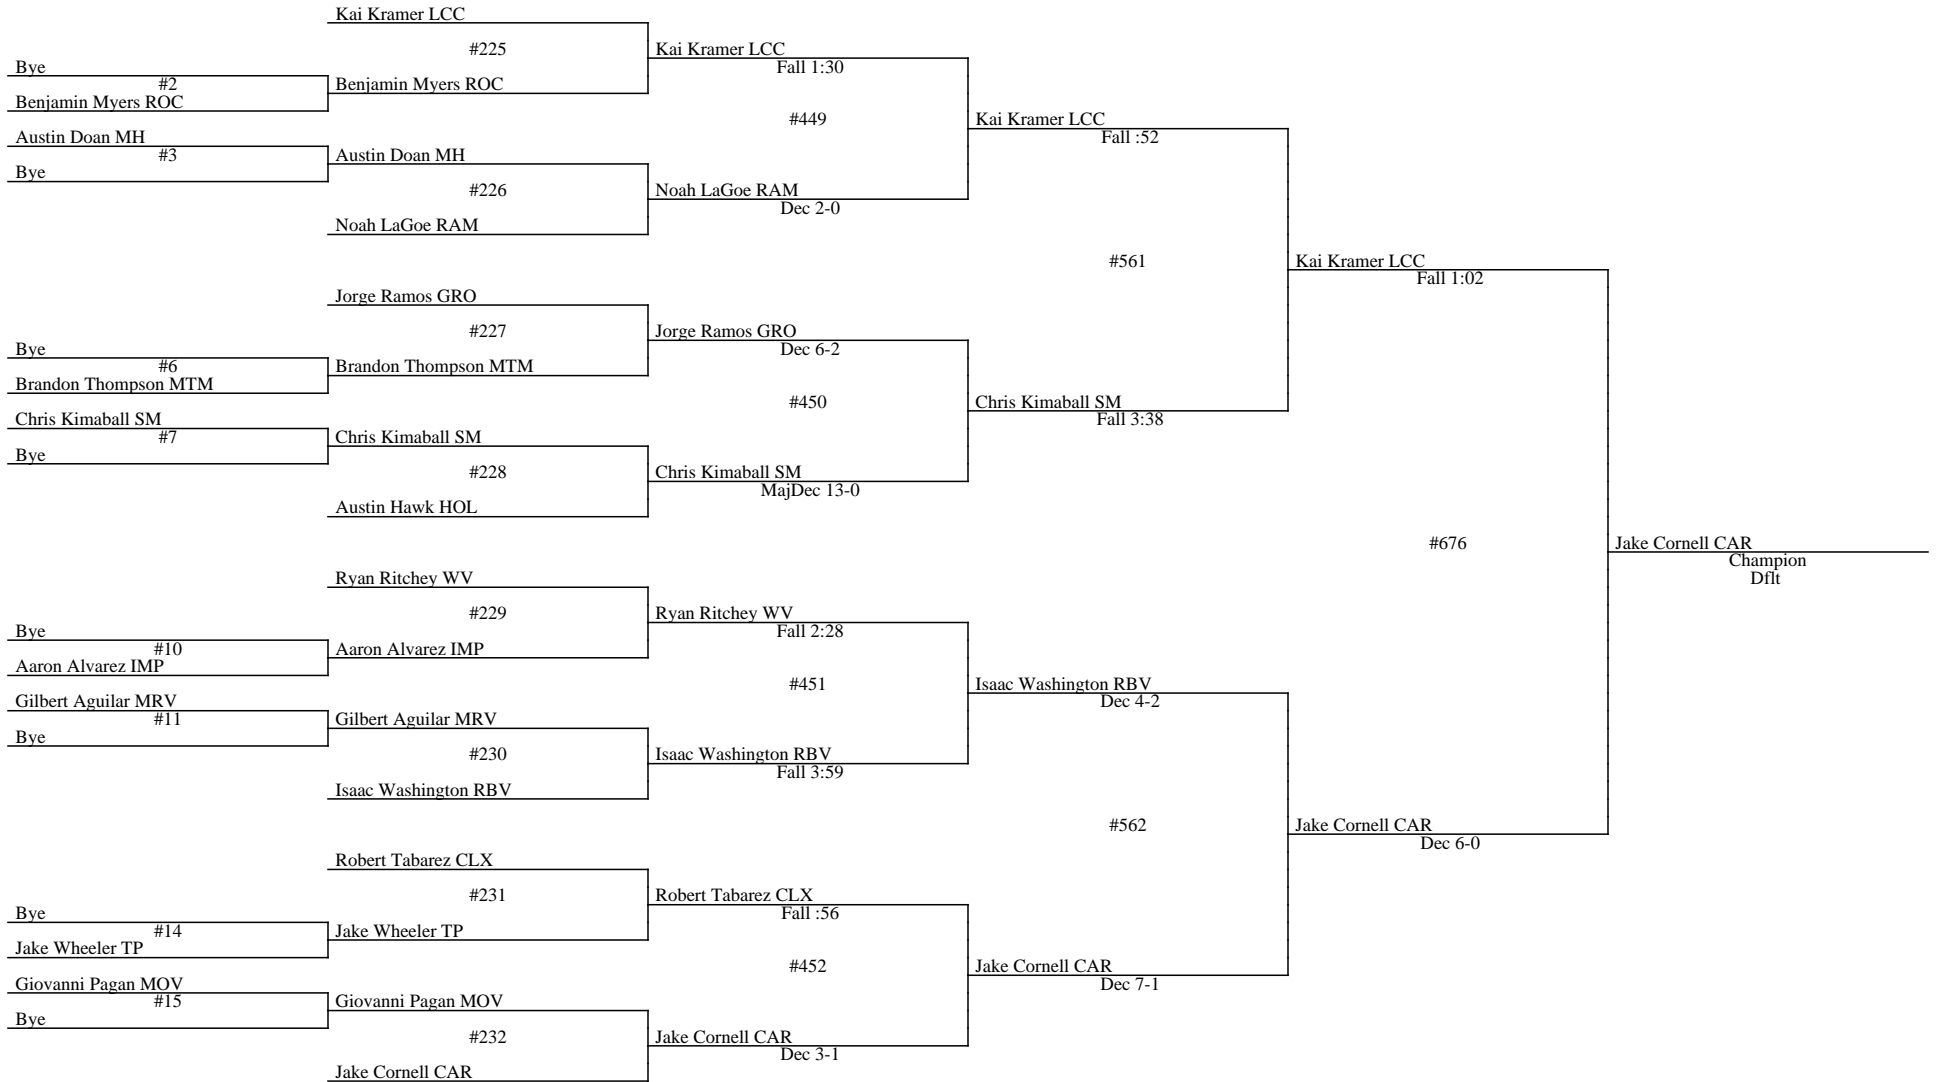 Kai Kramer LCC
#225
Kai Kramer LCC
Fall 1:30
Bye
#2
Benjamin Myers ROC
Benjamin Myers ROC
#449
Kai Kramer LCC
Fall :52
Austin Doan MH
#3
Austin Doan MH
Bye
#226
Noah LaGoe RAM
Dec 2-0
Noah LaGoe RAM
#561
Kai Kramer LCC
Fall 1:02
Jorge Ramos GRO
#227
Jorge Ramos GRO
Dec 6-2
Bye
#6
Brandon Thompson MTM
Brandon Thompson MTM
#450
Chris Kimaball SM
Fall 3:38
Chris Kimaball SM
#7
Chris Kimaball SM
Bye
#228
Chris Kimaball SM
MajDec 13-0
Austin Hawk HOL
#676
Jake Cornell CAR
Champion
Dflt
Ryan Ritchey WV
#229
Ryan Ritchey WV
Fall 2:28
Bye
#10
Aaron Alvarez IMP
Aaron Alvarez IMP
#451
Isaac Washington RBV
Dec 4-2
Gilbert Aguilar MRV
#11
Gilbert Aguilar MRV
Bye
#230
Isaac Washington RBV
Fall 3:59
Isaac Washington RBV
#562
Jake Cornell CAR
Dec 6-0
Robert Tabarez CLX
#231
Robert Tabarez CLX
Fall :56
Bye
#14
Jake Wheeler TP
Jake Wheeler TP
#452
Jake Cornell CAR
Dec 7-1
Giovanni Pagan MOV
#15
Giovanni Pagan MOV
Bye
#232
Jake Cornell CAR
Dec 3-1
Jake Cornell CAR